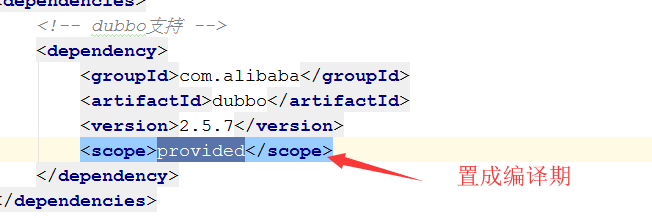 dependencies>
<!-- dubbo支持 -->
<dependency>
<groupId>com.alibaba</groupId>
<artifactId>dubbo</artifactId>
<version>2.5.7</version>
<scope>provided</scope>
置成编译期
</dependency>
</dependencies>